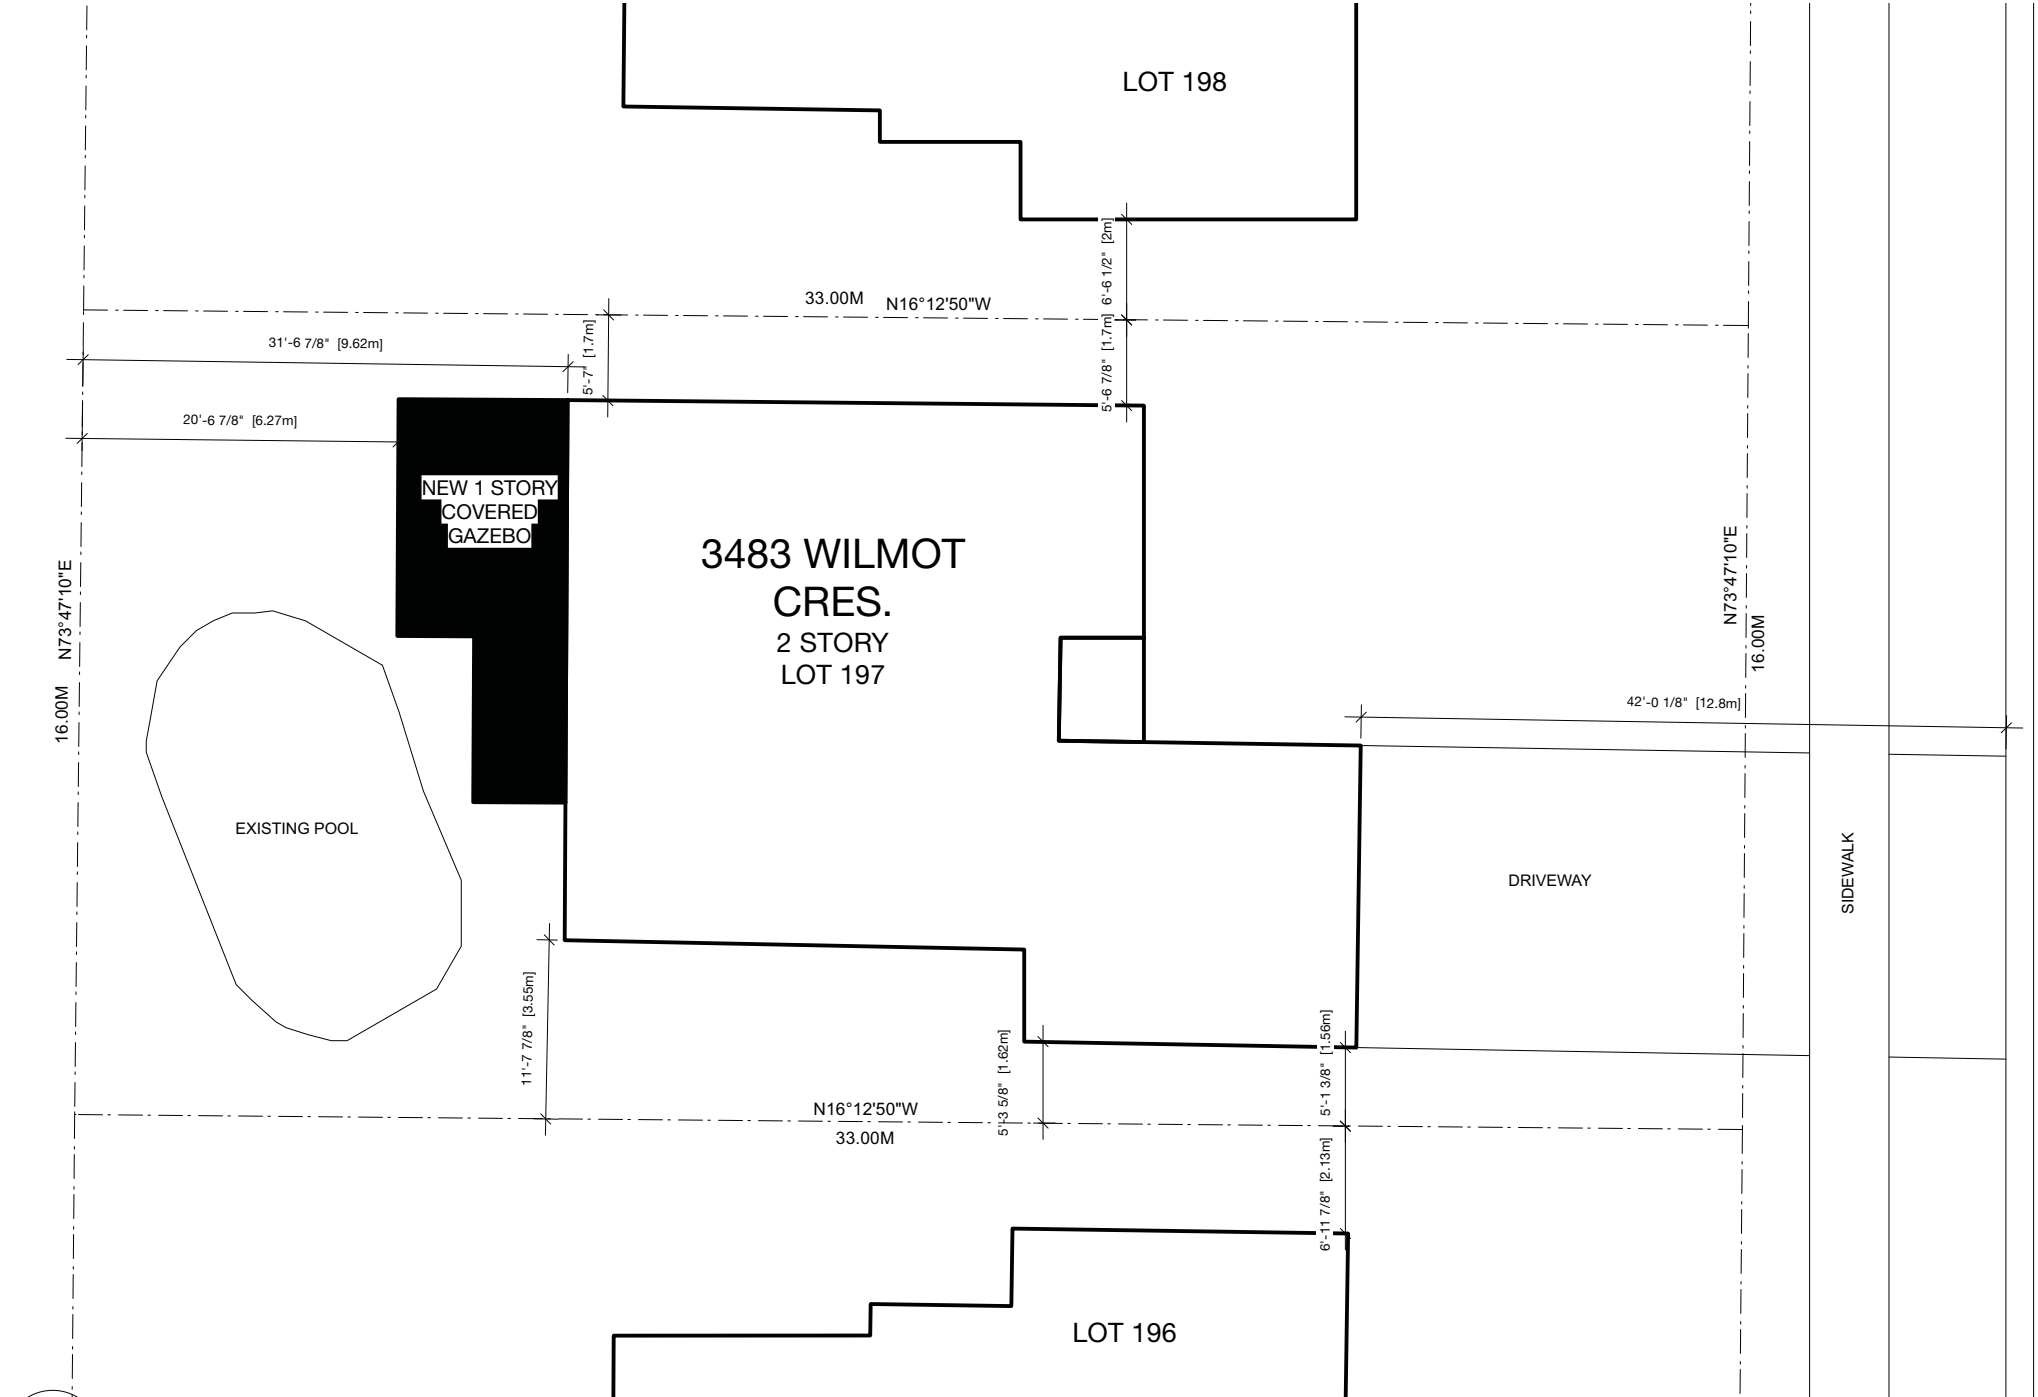 LOT 198
6'-6 1/2" [2m]
33.00M
N16°12'50"W
31'-6 7/8" [9.62m]
5'-7" [1.7m]
5'-6 7/8" [1.7m]
20'-6 7/8" [6.27m]
NEW 1 STORY
COVERED
GAZEBO
3483 WILMOT
CRES.
2 STORY
LOT 197
N73°47'10"E
16.00M
N73°47'10"E
16.00M
42'-0 1/8" [12.8m]
EXISTING POOL
DRIVEWAY
SIDEWALK
11'-7 7/8" [3.55m]
5'-3 5/8" [1.62m]
5'-1 3/8" [1.56m]
N16°12'50"W
33.00M
6'-11 7/8" [2.13m]
LOT 196